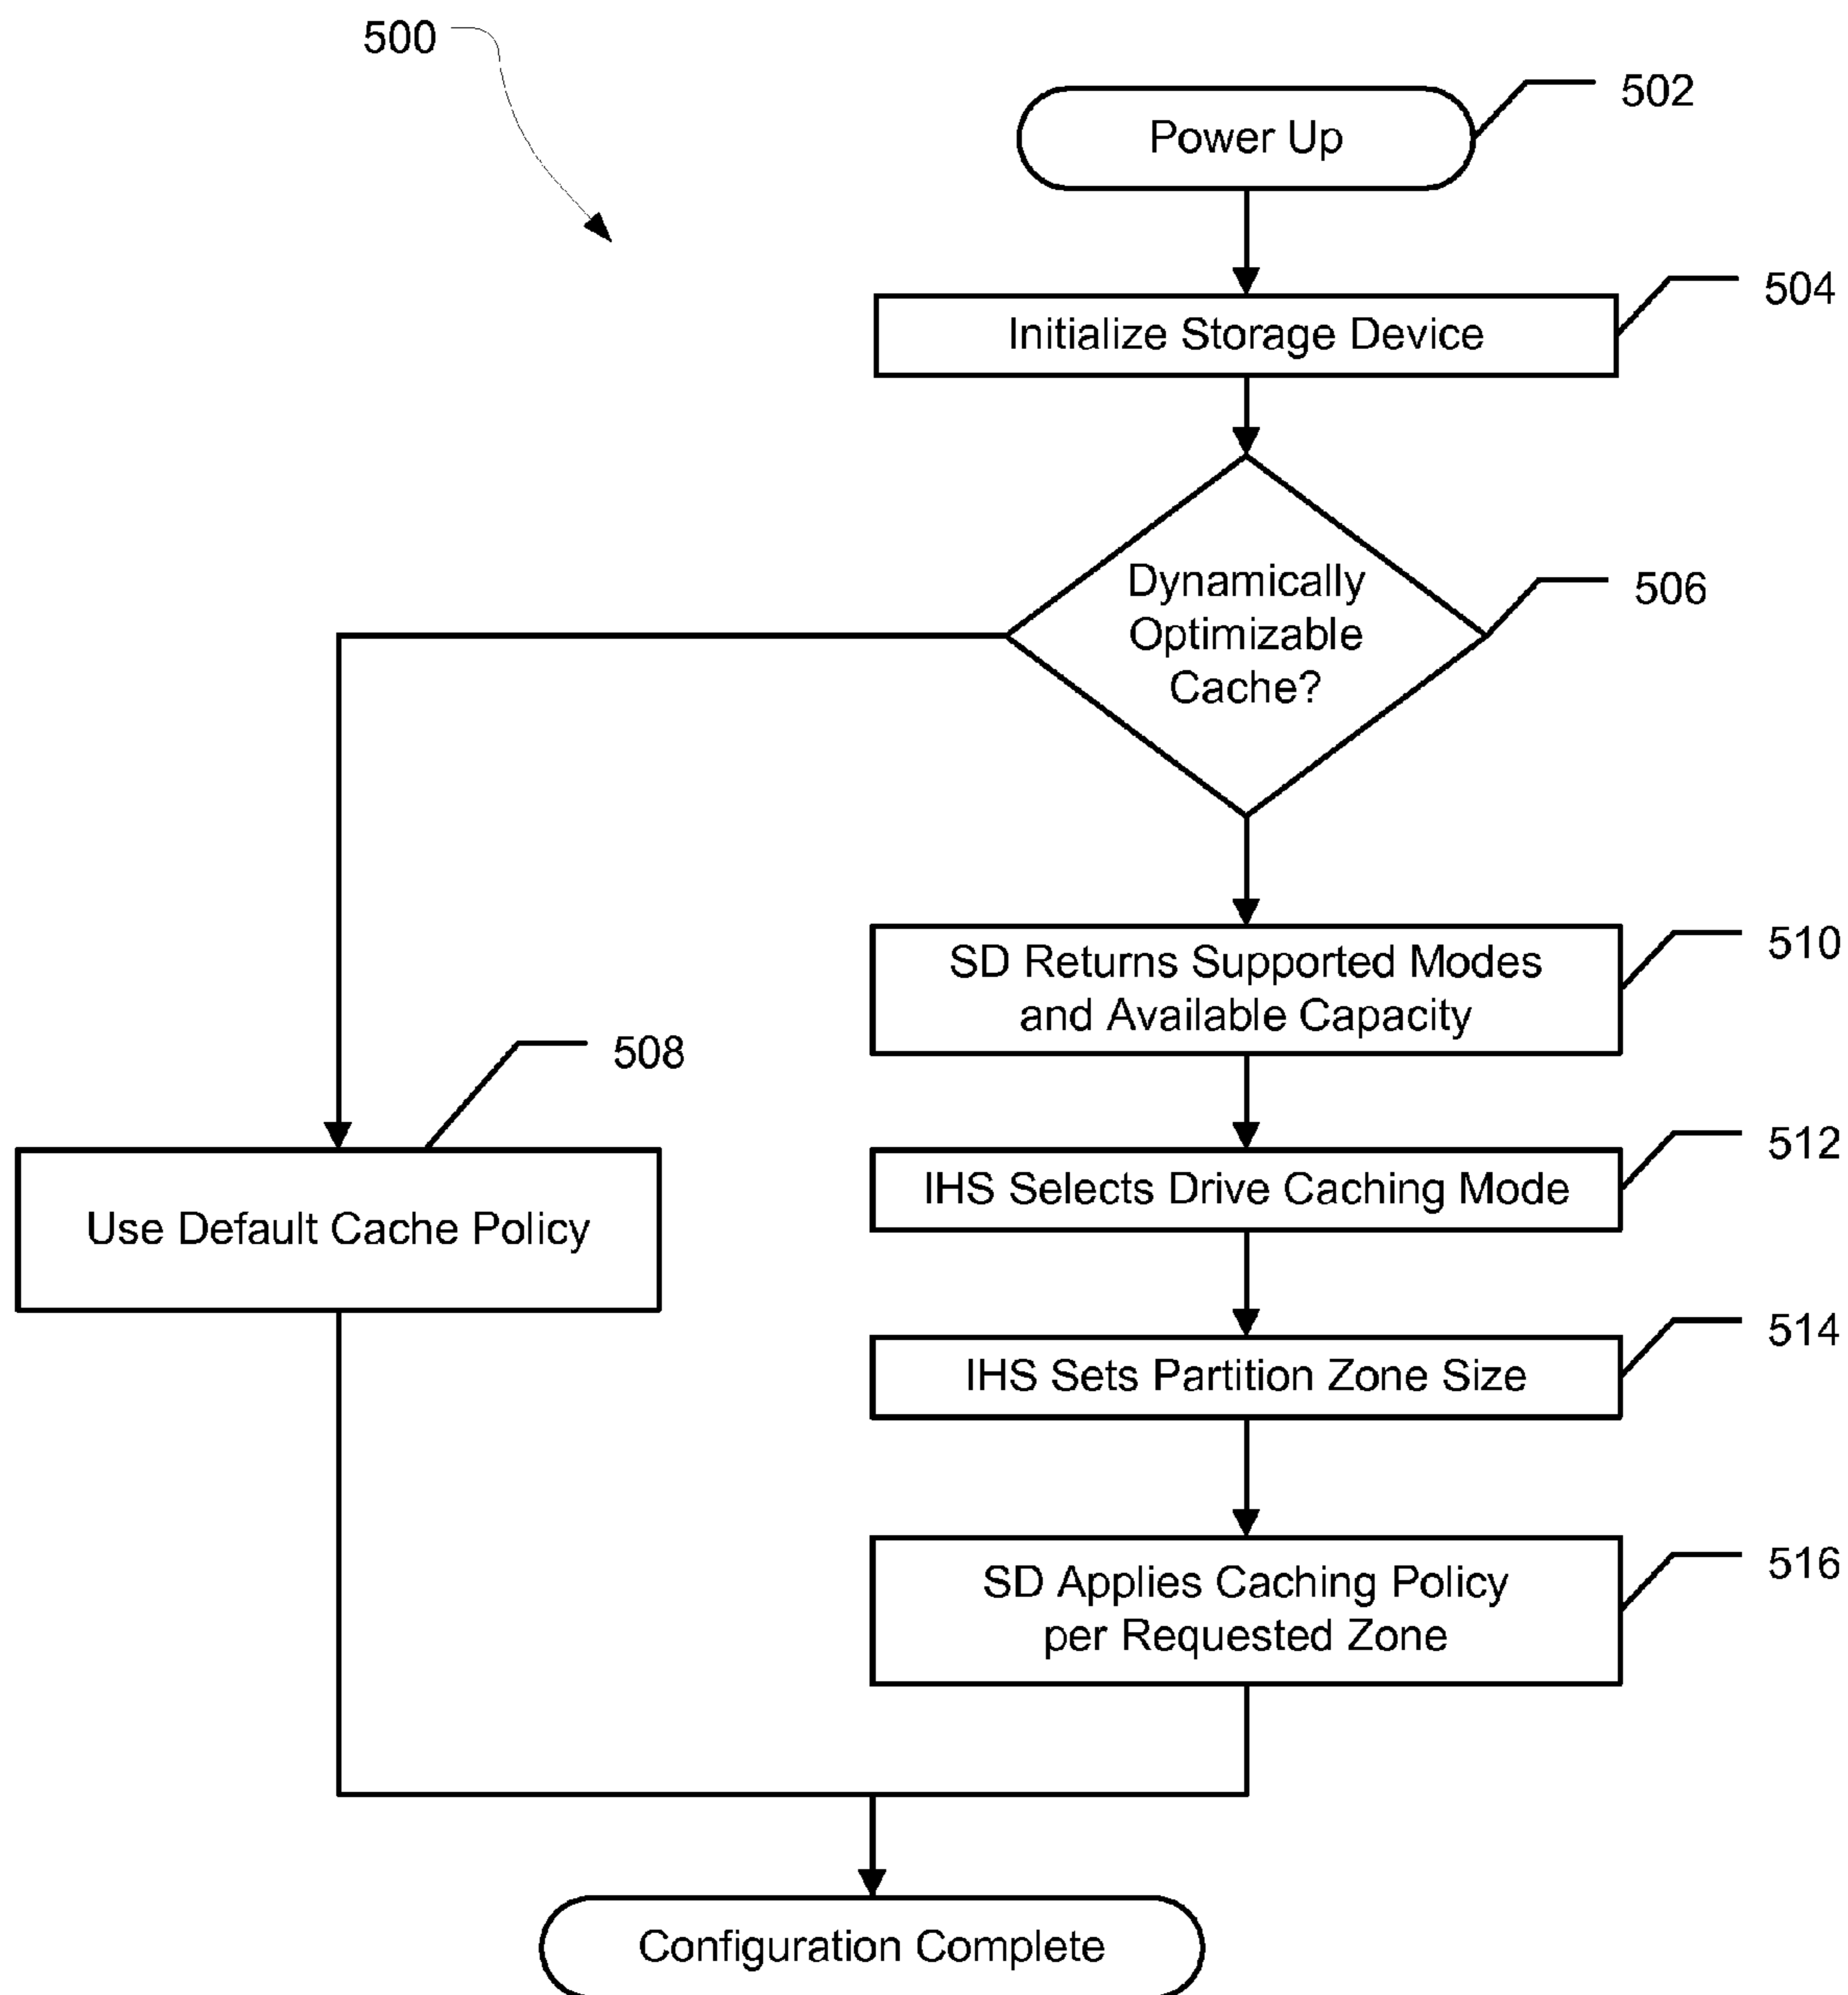 500
502
Power Up
504
Initialize Storage Device
506
Dynamically
Optimizable
Cache?
510
SD Returns Supported Modes
and Available Capacity
508
Use Default Cache Policy
512
IHS Selects Drive Caching Mode
514
IHS Sets Partition Zone Size
516
SD Applies Caching Policy
per Requested Zone
Configuration Complete